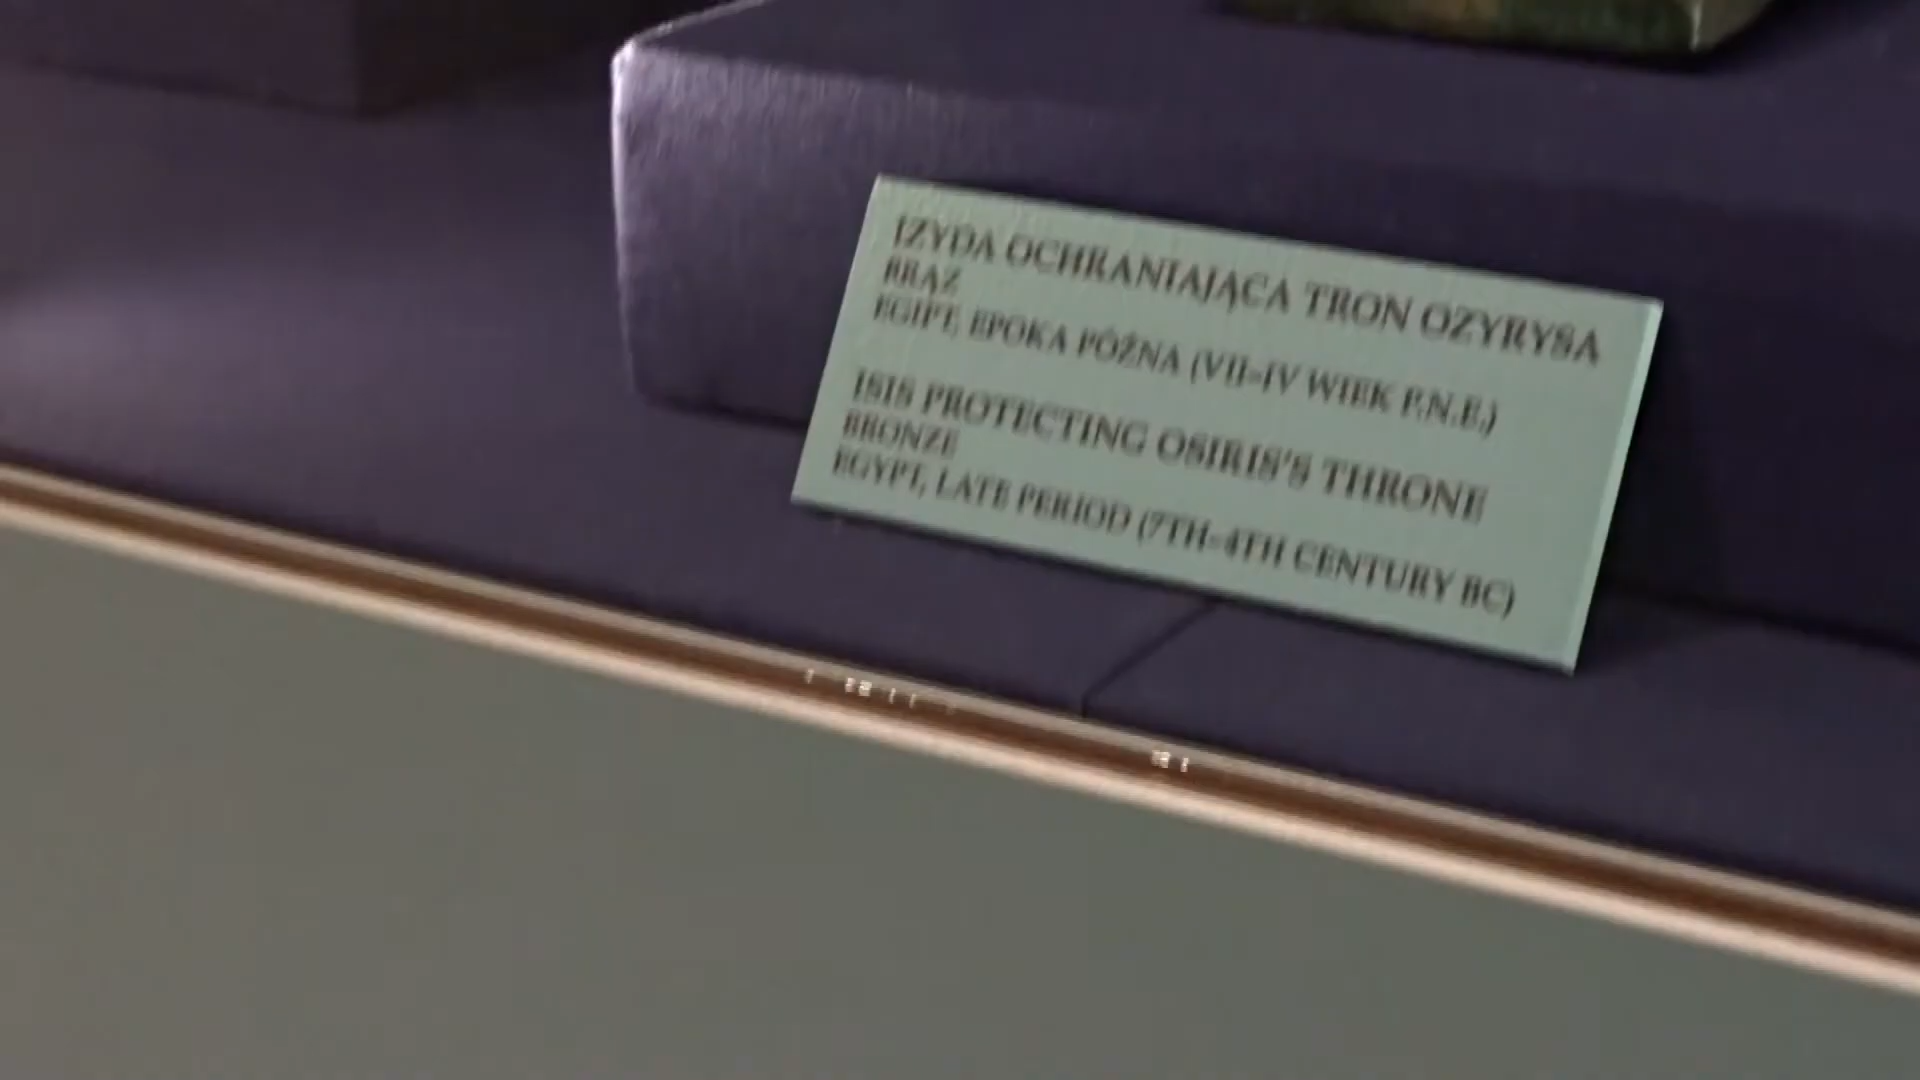 IZYDA OCHRANIAJĄCA TRON OZYRYSA
BRĄZ
EGIPT, EPOKA PÓŹNA (VII-IV WIEK P.N.E.)
ISIS PROTECTING OSIRIS'S THRONE
BRONZE
EGYPT, LATE PERIOD (7TH-4TH CENTURY BC)